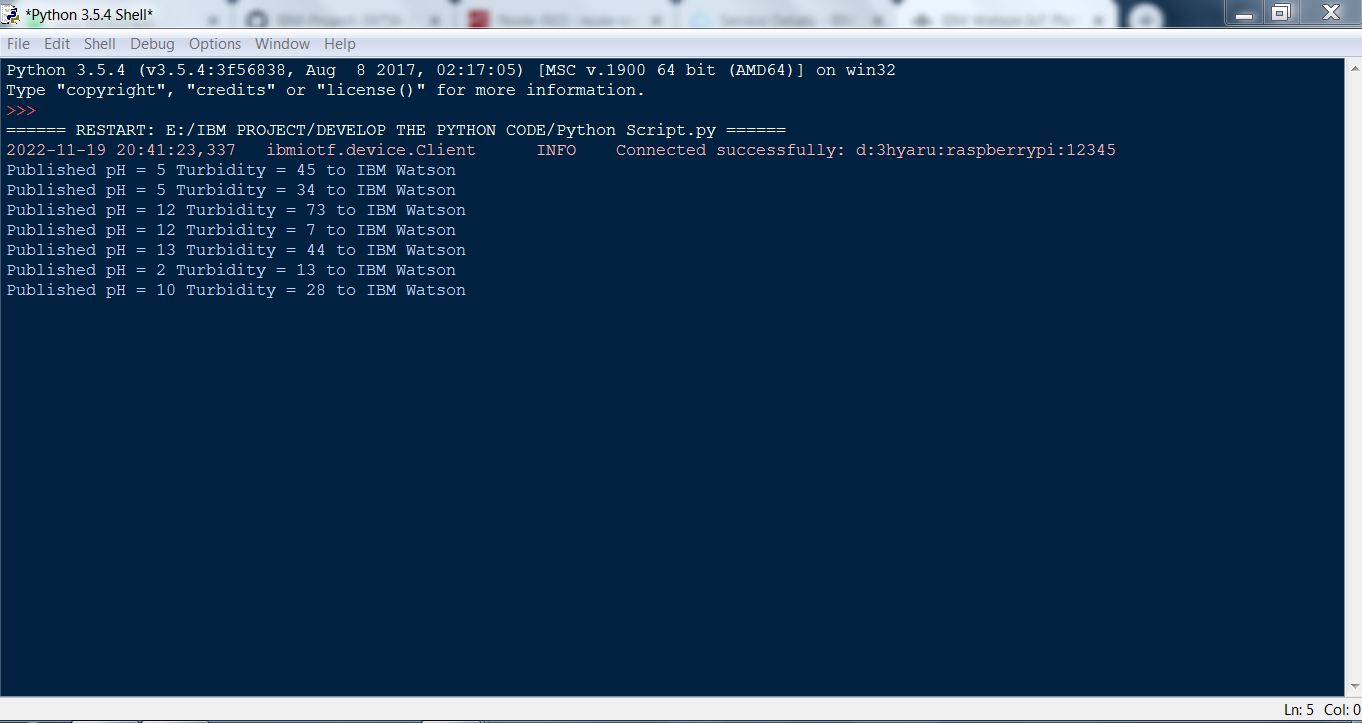 *Python 3.5.4 Shell*
File Edit Shell Debug Options Window Help
Python 3.5.4 (v3.5.4:3f56838, Aug  8 2017, 02:17:05) [MSC v.1900 64 bit (AMD64)] on win32
Type "copyright", "credits" or "license()" for more information.
>>>
====== RESTART: E:/IBM PROJECT/DEVELOP THE PYTHON CODE/Python Script.py ======
2022-11-19 20:41:23,337   ibmiotf.device.Client      INFO    Connected successfully: d:3hyaru:raspberrypi:12345
Published pH = 5 Turbidity = 45 to IBM Watson
Published pH = 5 Turbidity = 34 to IBM Watson
Published pH = 12 Turbidity = 73 to IBM Watson
Published pH = 12 Turbidity = 7 to IBM Watson
Published pH = 13 Turbidity = 44 to IBM Watson
Published pH = 2 Turbidity = 13 to IBM Watson
Published pH = 10 Turbidity = 28 to IBM Watson
Ln: 5 Col: 0